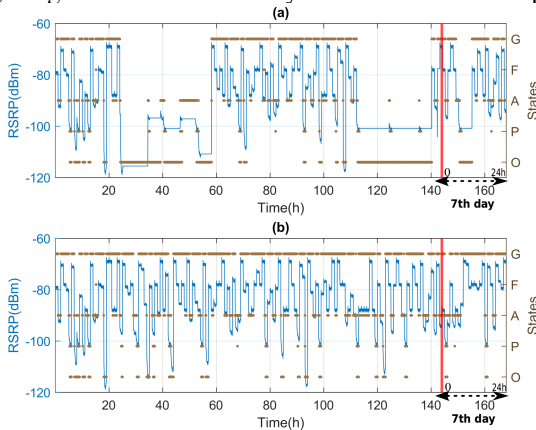 (a)
-60
-80
-100
-120
RSRP(dBm)
G
F
A
P
O
States
0
24h
20
40
60
80
100
120
140
160
Time(h)
7th day
(b)
-60
-80
-100
-120
RSRP(dBm)
G
F
A
P
O
States
0
24h
20
40
60
80
100
120
140
160
Time(h)
7th day